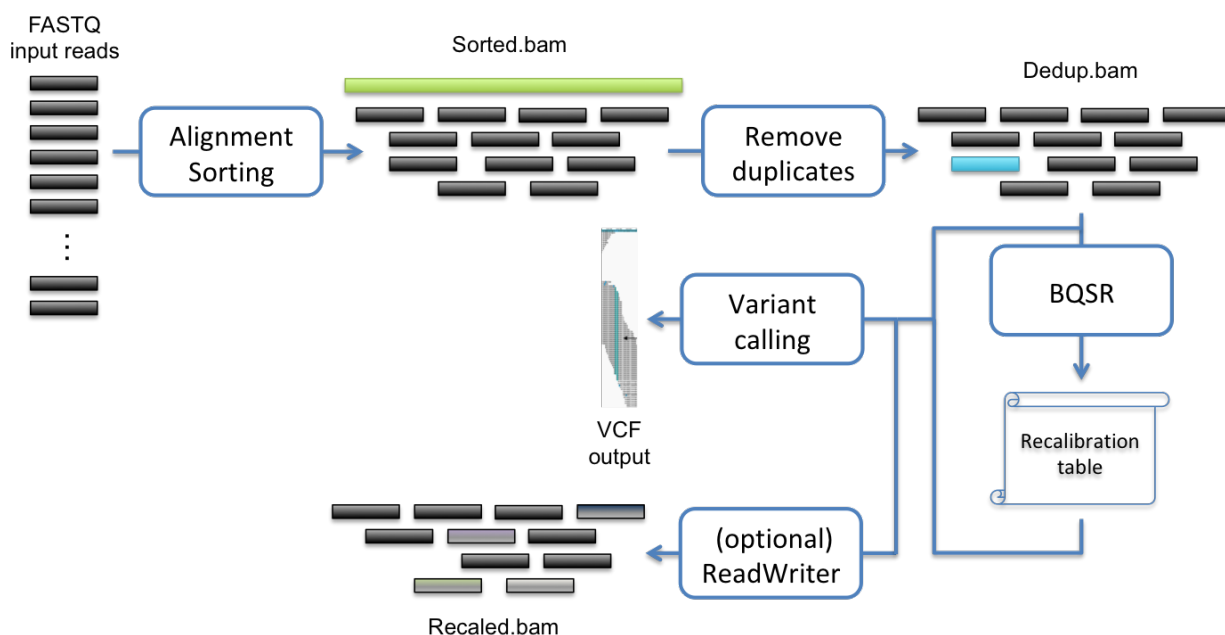 FASTQ
input reads
Alignment
Sorting
Sorted.bam
Remove
duplicates
Dedup.bam
BQSR
Recalibration
table
Variant
calling
VCF
output
(optional)
ReadWriter
Recaled.bam